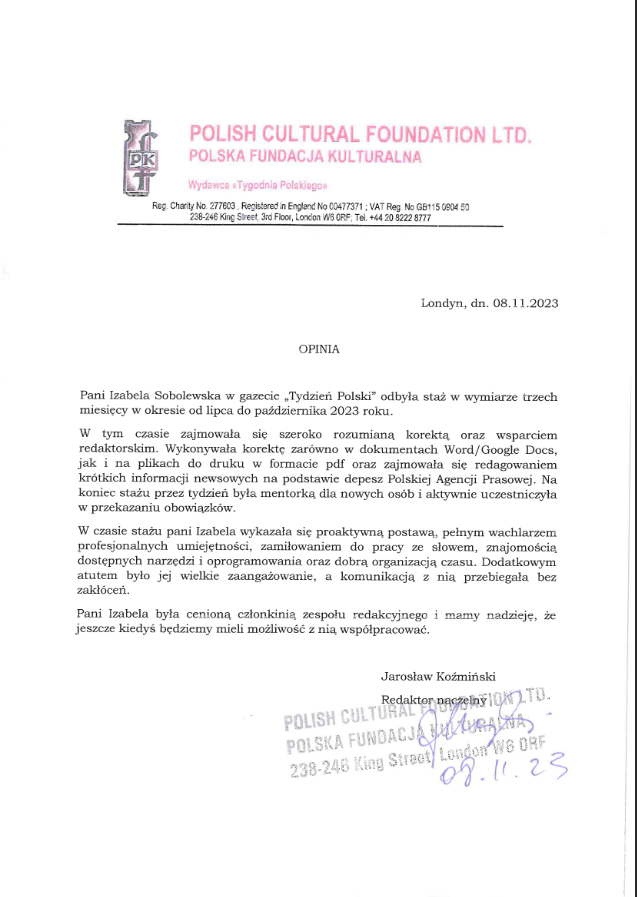 PK
POLISH CULTURAL FOUNDATION LTD.
POLSKA FUNDACJA KULTURALNA
Wydawca «Tygodnia Polskiego»
Reg. Charity No. 277603 , Registered in England No 00477371 ; VAT Reg. No GB115 0904 50
238-246 King Street, 3rd Floor, London W6 0RF; Tel. +44 20 8222 8777
Londyn, dn. 08.11.2023
OPINIA
Pani Izabela Sobolewska w gazecie „Tydzień Polski” odbyła staż w wymiarze trzech
miesięcy w okresie od lipca do października 2023 roku.
W tym czasie zajmowała się szeroko rozumianą korektą oraz wsparciem
redaktorskim. Wykonywała korektę zarówno w dokumentach Word/Google Docs,
jak i na plikach do druku w formacie pdf oraz zajmowała się redagowaniem
krótkich informacji newsowych na podstawie depesz Polskiej Agencji Prasowej. Na
koniec stażu przez tydzień była mentorką dla nowych osób i aktywnie uczestniczyła
w przekazaniu obowiązków.
W czasie stażu pani Izabela wykazała się proaktywną postawą, pełnym wachlarzem
profesjonalnych umiejętności, zamiłowaniem do pracy ze słowem, znajomością
dostępnych narzędzi i oprogramowania oraz dobrą organizacją czasu. Dodatkowym
atutem było jej wielkie zaangażowanie, a komunikacja z nią przebiegała bez
zakłóceń.
Pani Izabela była cenioną członkinią zespołu redakcyjnego i mamy nadzieję, że
jeszcze kiedyś będziemy mieli możliwość z nią współpracować.
Jarosław Koźmiński
Redaktor naczelny
POLISH CULTURAL FOUNDATION LTD.
POLSKA FUNDACJA KULTURALNA
238-246 King Street, London W6 0RF
08.11.23